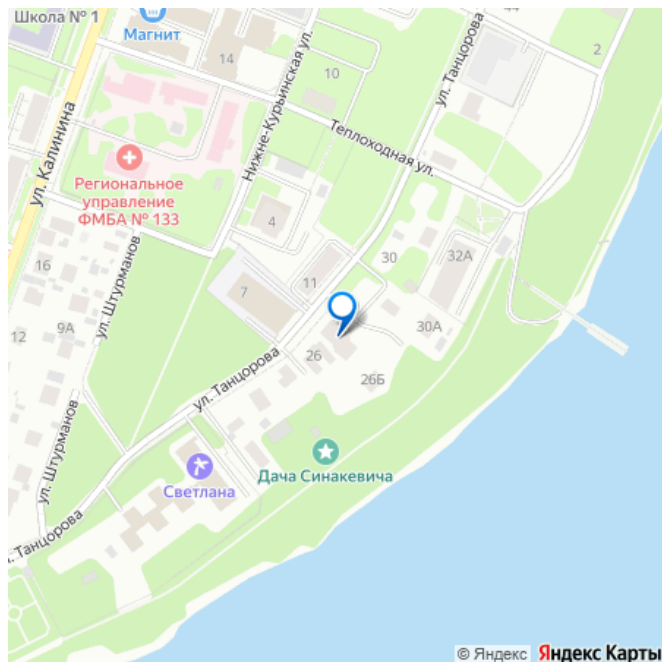 Школа № 1
Магнит
44
2
14
10
ул. Танцорова
Нижне-Курьинская ул.
ул. Калинина
Теплоходная ул.
Региональное
управление
ФМБА № 133
4
30
32А
16
ул. Штурманов
11
7
12
9А
30А
26
26Б
ул. Танцорова
ул. Штурманов
Дача Синакевича
Светлана
л. Танцорова
© Яндекс Яндекс Карты